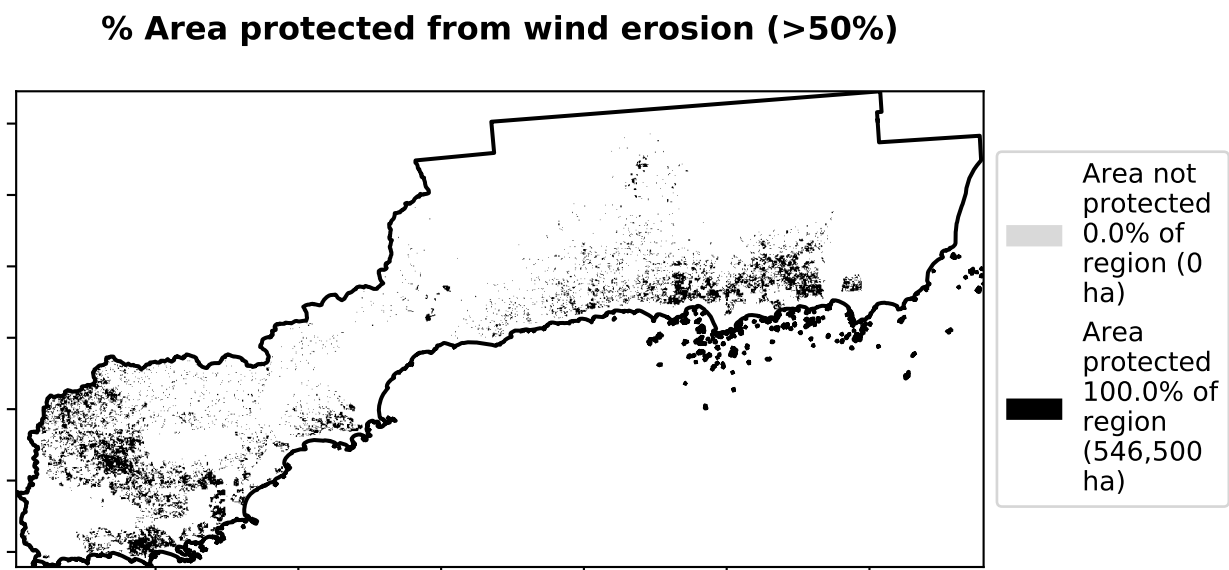 % Area protected from wind erosion (>50%)
Area not
protected
0.0% of
region (0
ha)
Area
protected
100.0% of
region
(546,500
ha)